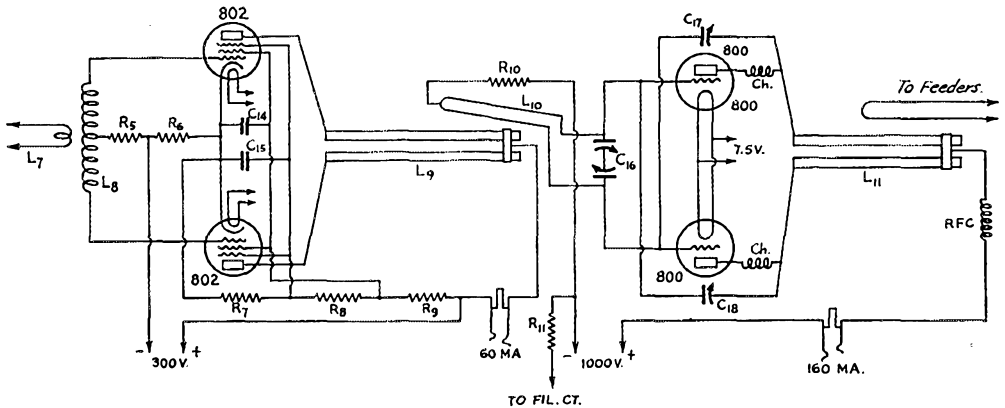 802
C17
800
R10
Ch.
To Feeders.
L10
800
R5
R6
C14
C15
C16
7.5V.
L7
L8
L9
L11
RFC
802
800
Ch.
R7
R8
R9
C18
R11
- 300V. +
60 MA
- 1000V. +
160 MA.
TO FIL. CT.